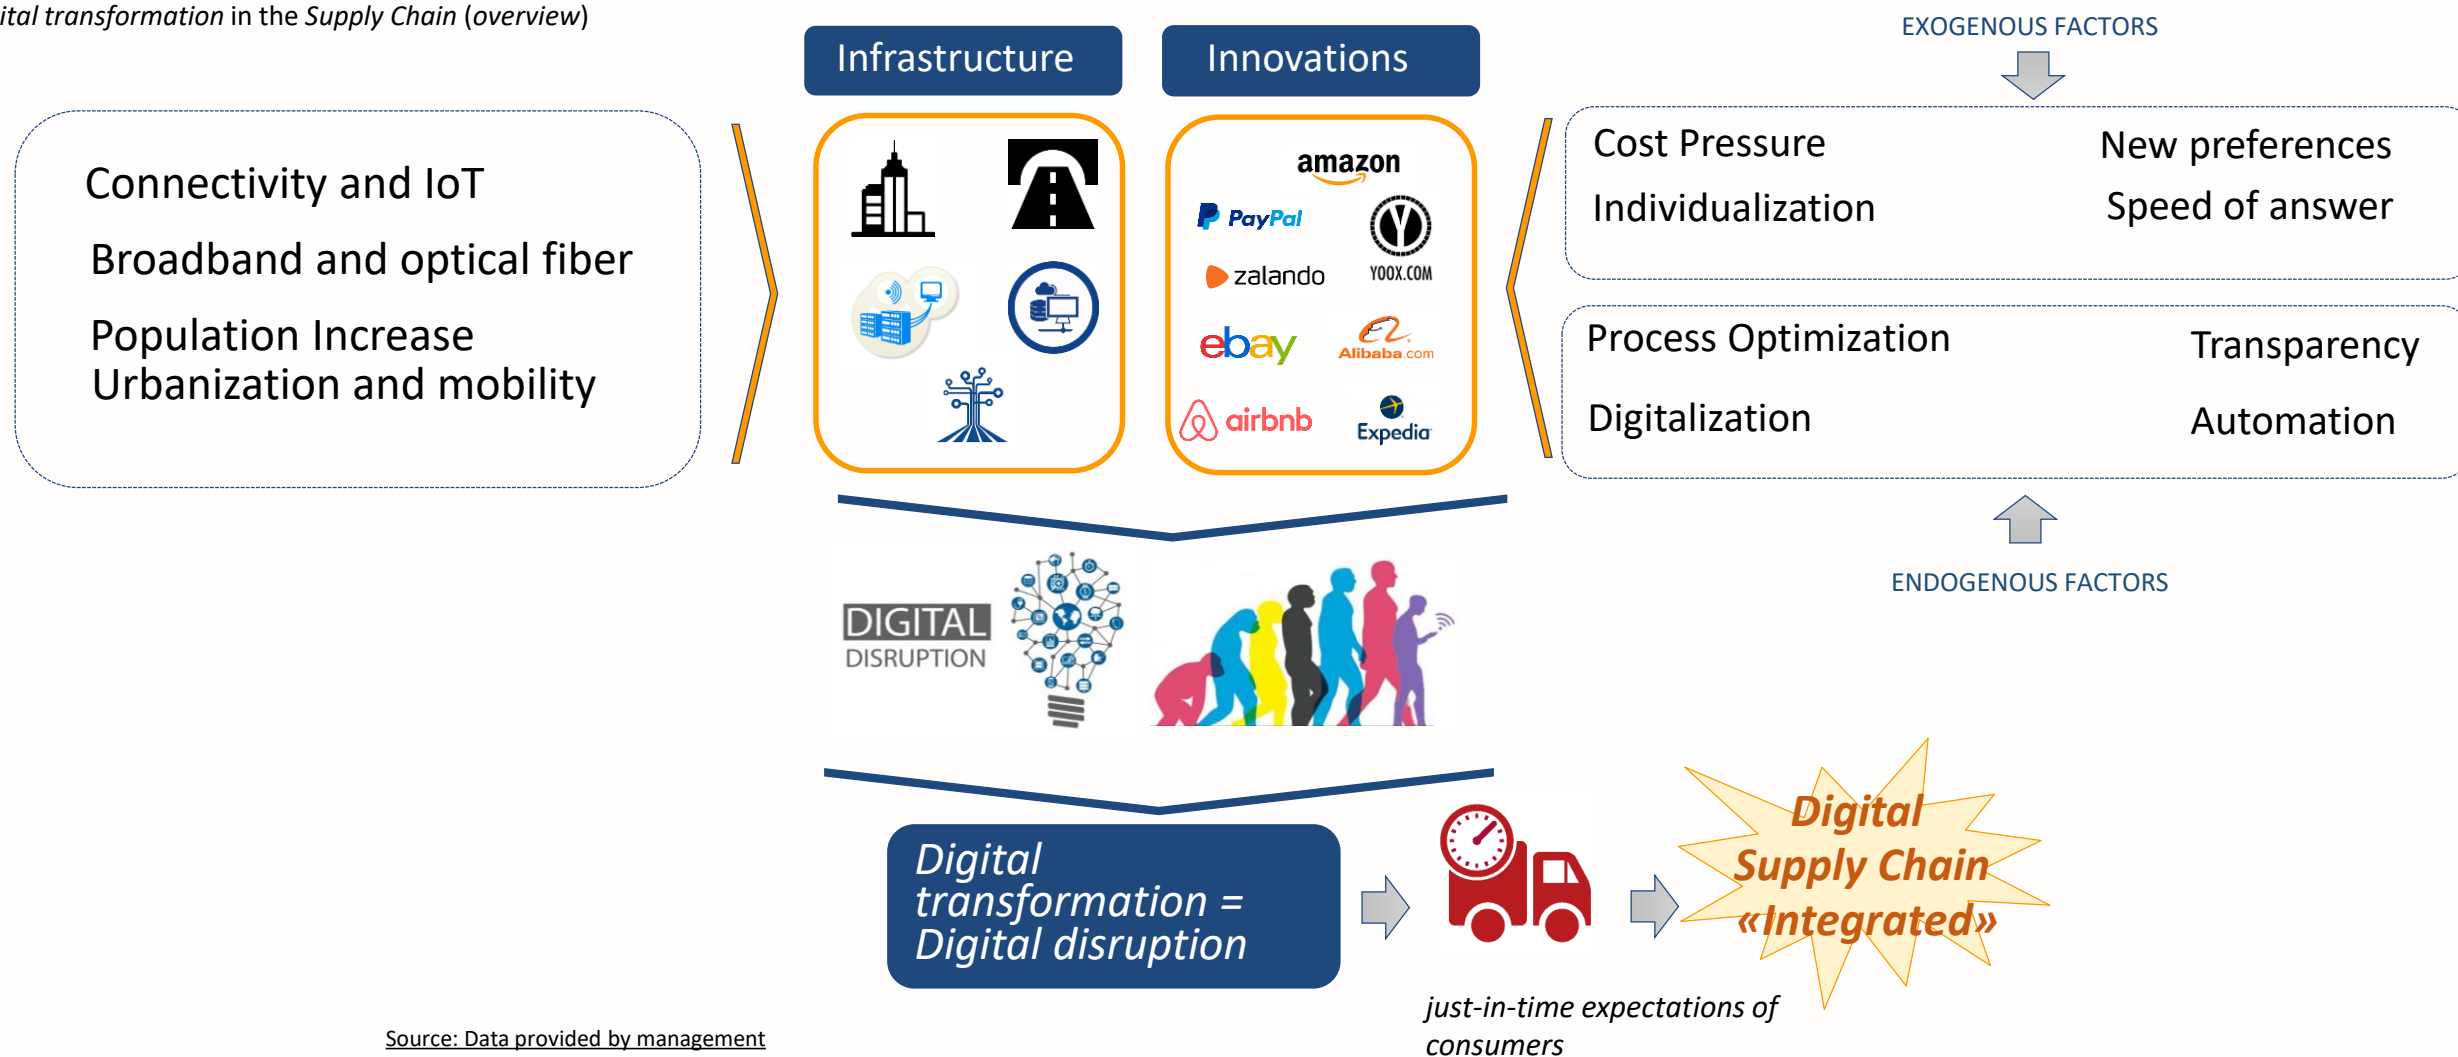 ital transformation in the Supply Chain (overview)
Infrastructure
Innovations
EXOGENOUS FACTORS
Connectivity and IoT
Broadband and optical fiber
Population Increase
Urbanization and mobility
amazon
PayPal
YOOX.COM
zalando
ebay
Alibaba.com
airbnb
Expedia
Cost Pressure
New preferences
Individualization
Speed of answer
Process Optimization
Transparency
Digitalization
Automation
ENDOGENOUS FACTORS
DIGITAL
DISRUPTION
Digital
transformation =
Digital disruption
just-in-time expectations of
consumers
Digital
Supply Chain
«Integrated»
Source: Data provided by management